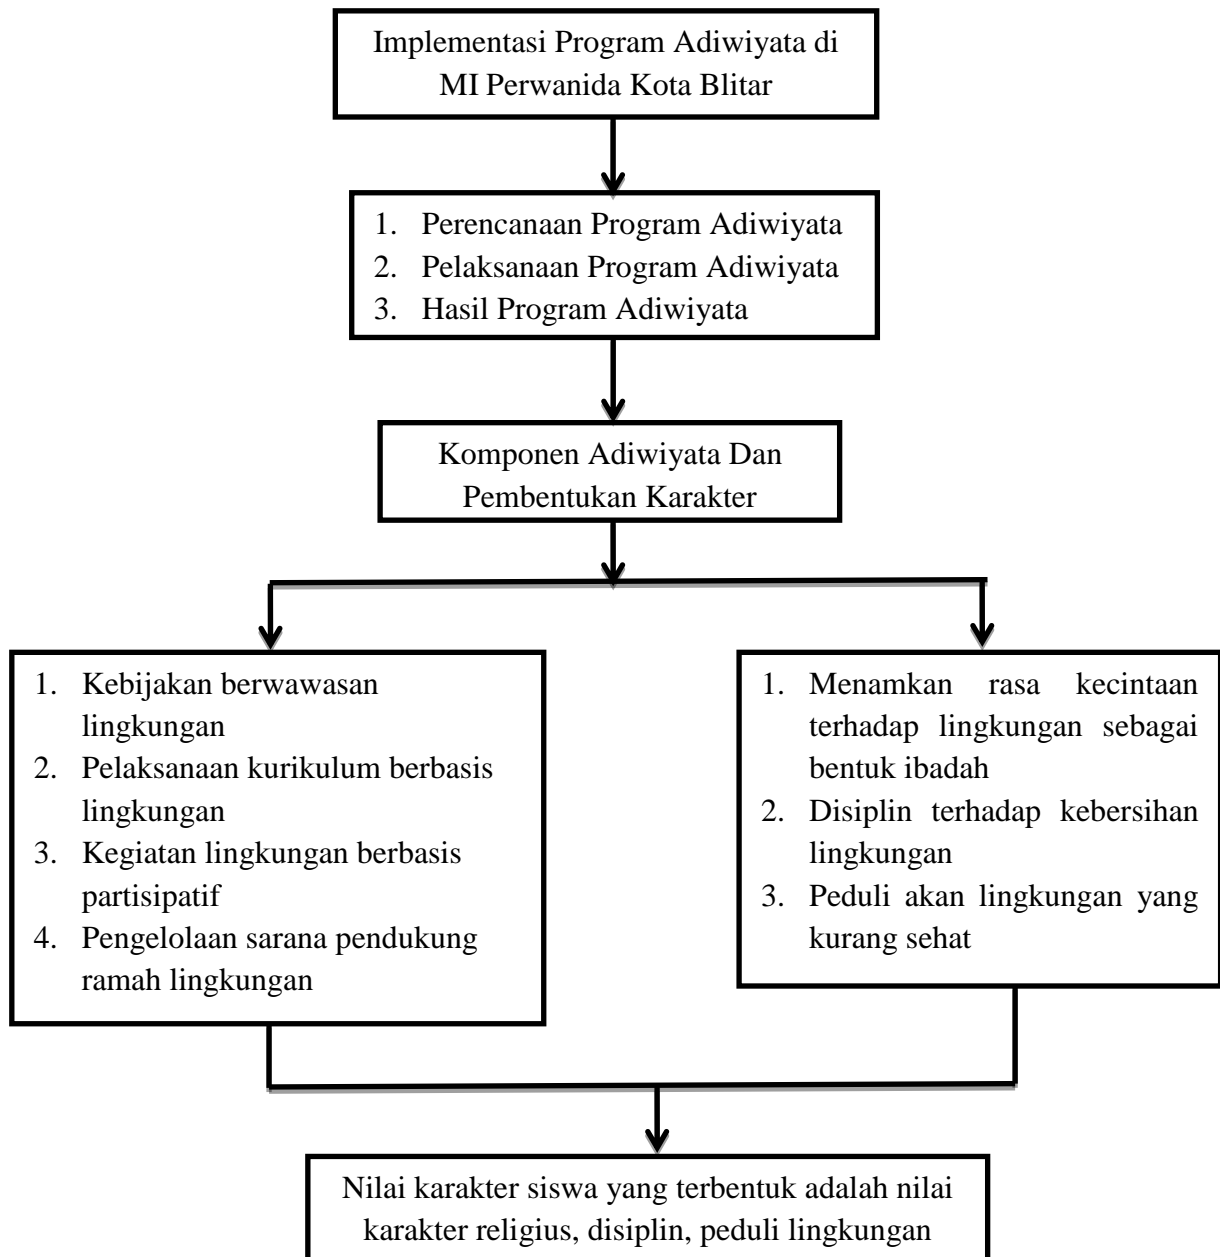 Implementasi Program Adiwiyata di
MI Perwanida Kota Blitar
1. Perencanaan Program Adiwiyata
2. Pelaksanaan Program Adiwiyata
3. Hasil Program Adiwiyata
Komponen Adiwiyata Dan
Pembentukan Karakter
1. Kebijakan berwawasan
lingkungan
2. Pelaksanaan kurikulum berbasis
lingkungan
3. Kegiatan lingkungan berbasis
partisipatif
4. Pengelolaan sarana pendukung
ramah lingkungan
1. Menamkan rasa kecintaan
terhadap lingkungan sebagai
bentuk ibadah
2. Disiplin terhadap kebersihan
lingkungan
3. Peduli akan lingkungan yang
kurang sehat
Nilai karakter siswa yang terbentuk adalah nilai
karakter religius, disiplin, peduli lingkungan